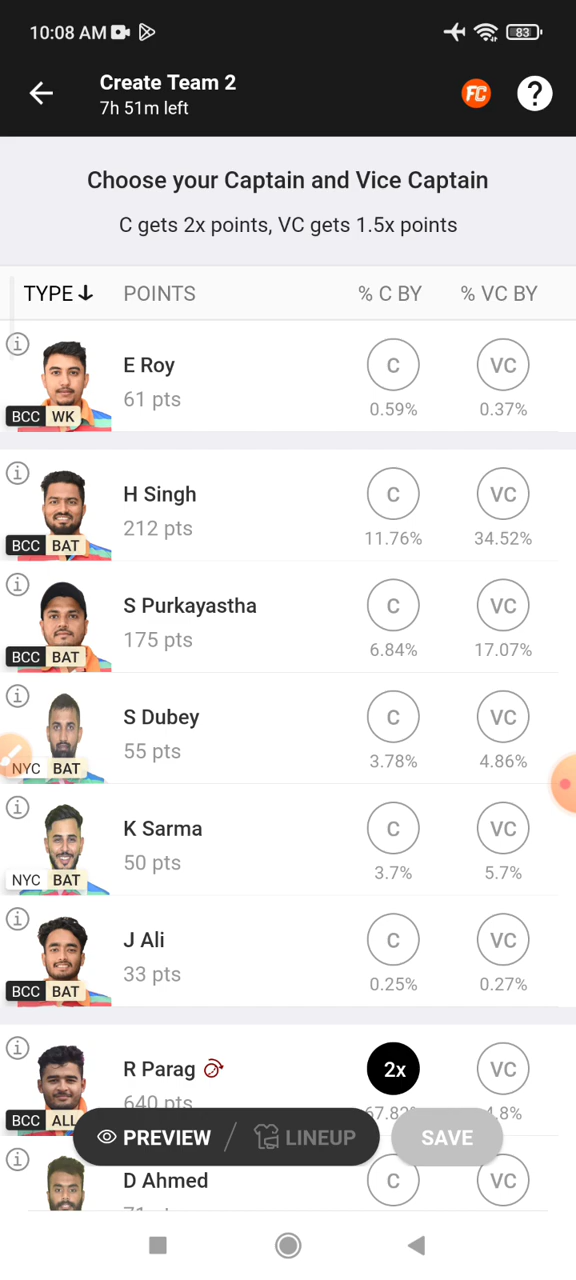 10:08 AM
83
Create Team 2
7h 51m left
FC
?
Choose your Captain and Vice Captain
C gets 2x points, VC gets 1.5x points
TYPE POINTS % C BY % VC BY
E Roy
61 pts
BCC WK
C
VC
0.59%
0.37%
H Singh
212 pts
BCC BAT
C
VC
11.76%
34.52%
S Purkayastha
175 pts
BCC BAT
C
VC
6.84%
17.07%
S Dubey
55 pts
NYC BAT
C
VC
3.78%
4.86%
K Sarma
50 pts
NYC BAT
C
VC
3.7%
5.7%
J Ali
33 pts
BCC BAT
C
VC
0.25%
0.27%
R Parag
640 pts
BCC ALL
2x
VC
PREVIEW
LINEUP
SAVE
D Ahmed
C
VC